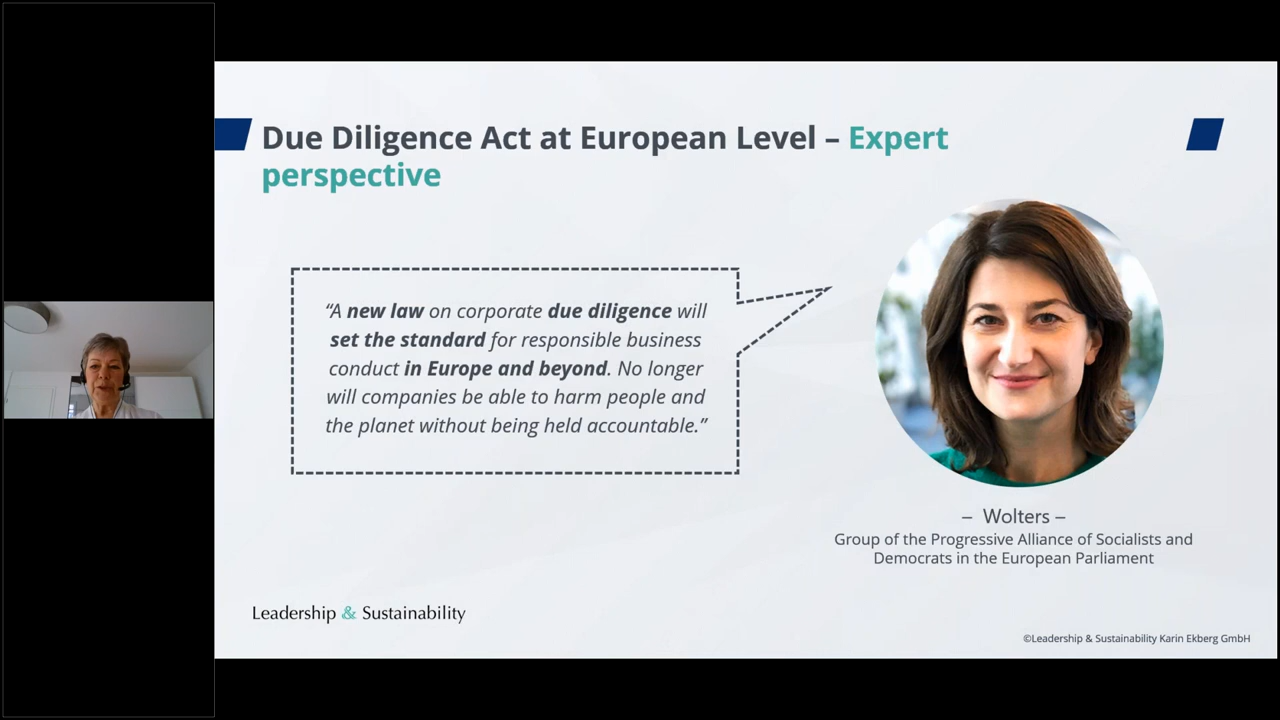 Due Diligence Act at European Level – Expert
perspective
“A new law on corporate due diligence will
set the standard for responsible business
conduct in Europe and beyond. No longer
will companies be able to harm people and
the planet without being held accountable.”
– Wolters –
Group of the Progressive Alliance of Socialists and
Democrats in the European Parliament
Leadership & Sustainability
©Leadership & Sustainability Karin Ekberg GmbH